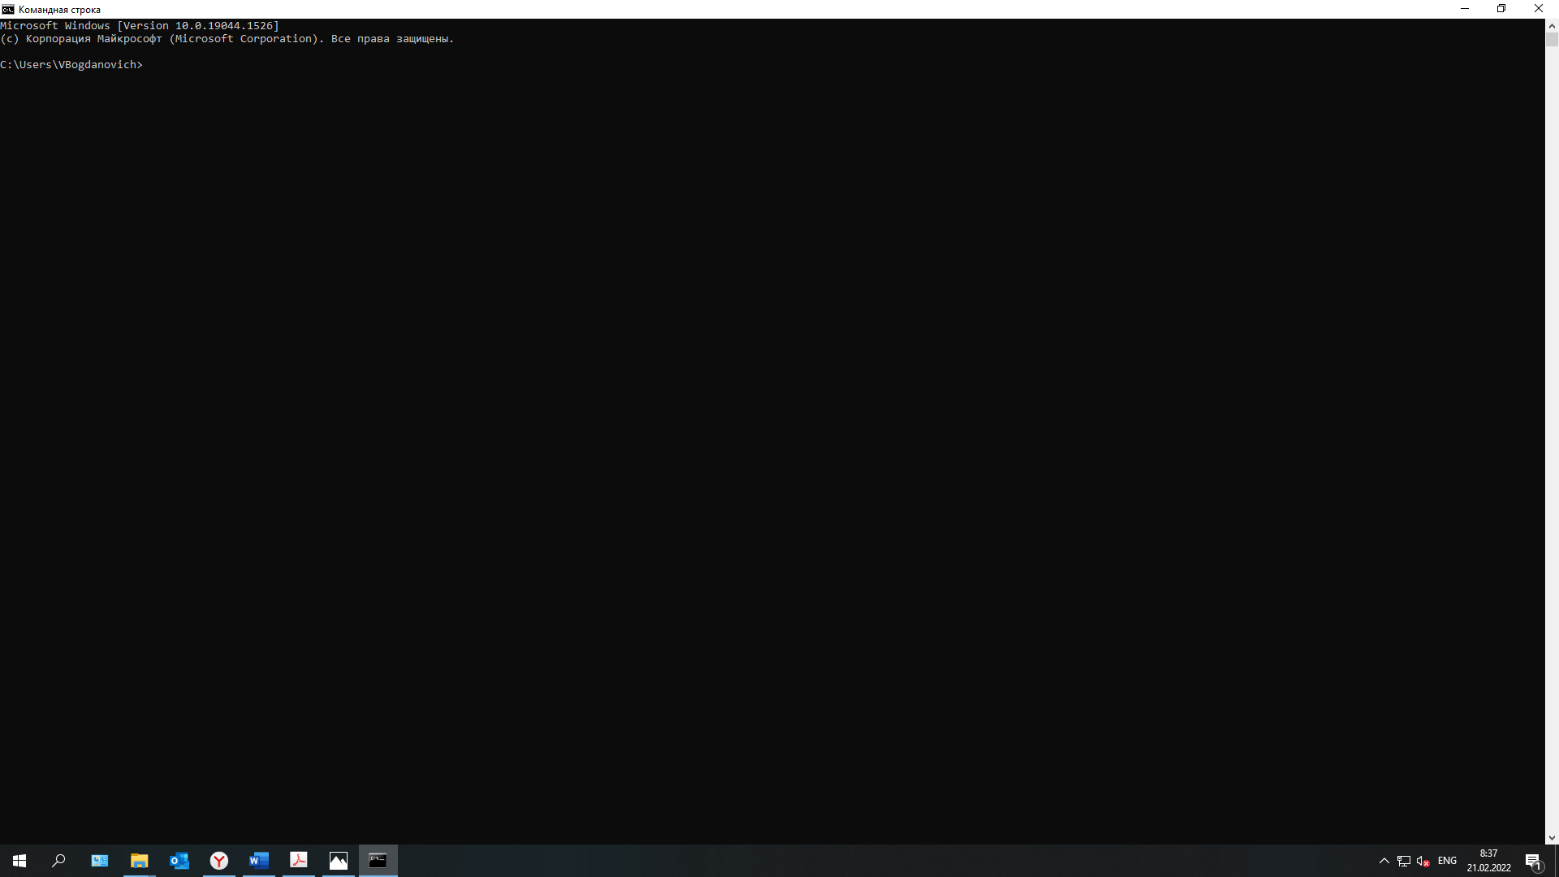 Командная строка
Microsoft Windows [Version 10.0.19044.1526]
(c) Корпорация Майкрософт (Microsoft Corporation). Все права защищены.
C:\Users\VBogdanovich>
ENG
8:37
21.02.2022
1